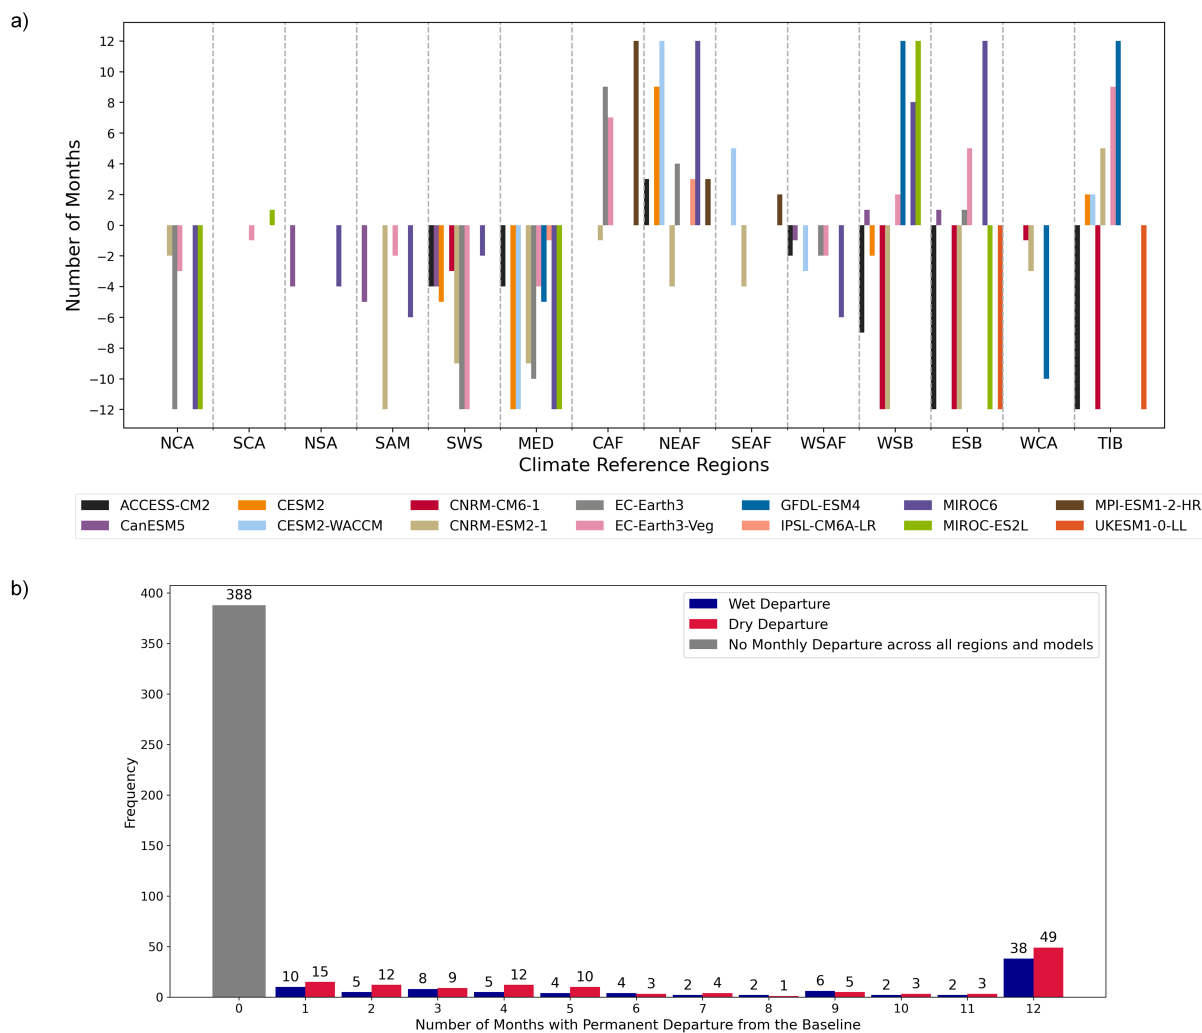 a)
12
10
8
6
4
2
0
−2
−4
−6
−8
−10
−12
Number of Months
NCA SCA NSA SAM SWS MED CAF NEAF SEAF WSAF WSB ESB WCA TIB
Climate Reference Regions
ACCESS-CM2 CESM2 CNRM-CM6-1 EC-Earth3 GFDL-ESM4 MIROC6 MPI-ESM1-2-HR
CanESM5 CESM2-WACCM CNRM-ESM2-1 EC-Earth3-Veg IPSL-CM6A-LR MIROC-ES2L UKESM1-0-LL
b)
400
350
300
250
200
150
100
50
0
Frequency
388
Wet Departure
Dry Departure
No Monthly Departure across all regions and models
10 15 5 12 8 9 5 12 4 10 4 3 2 4 2 1 6 5 2 3 2 3 38 49
0 1 2 3 4 5 6 7 8 9 10 11 12
Number of Months with Permanent Departure from the Baseline